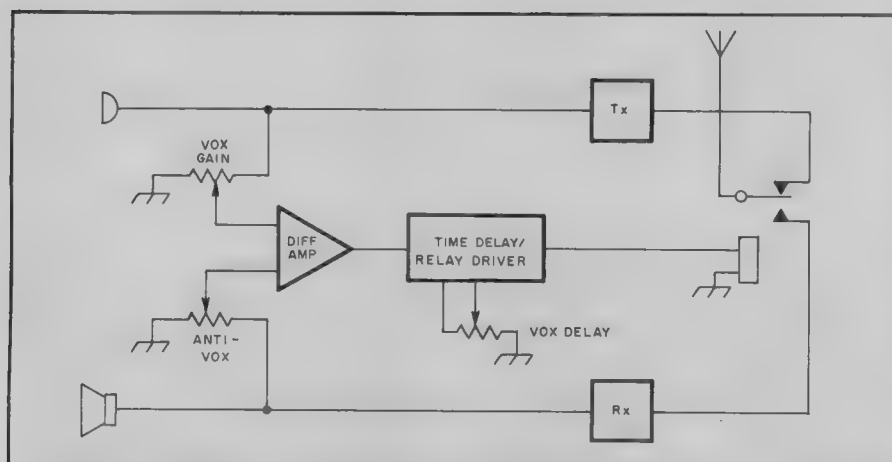 Tx
VOX
GAIN
DIFF
AMP
TIME DELAY/
RELAY DRIVER
ANTI-
VOX
VOX DELAY
Rx